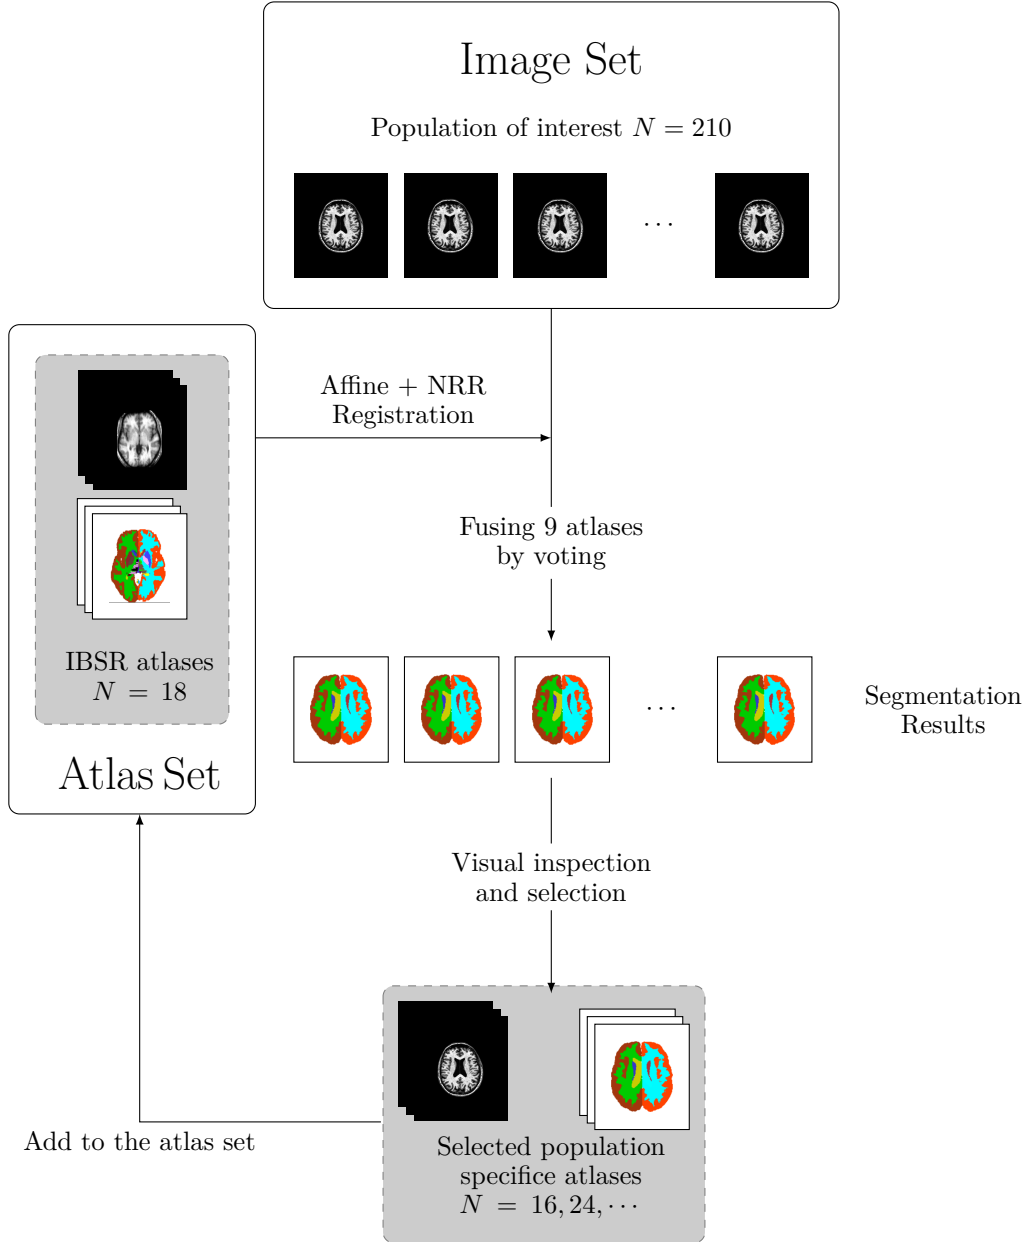 Image Set
Population of interest N = 210
· · ·
Affine + NRR
Registration
Fusing 9 atlases
by voting
IBSR atlases
N = 18
Atlas Set
· · ·
Segmentation
Results
Visual inspection
and selection
Add to the atlas set
Selected population
specifice atlases
N = 16, 24, · · ·